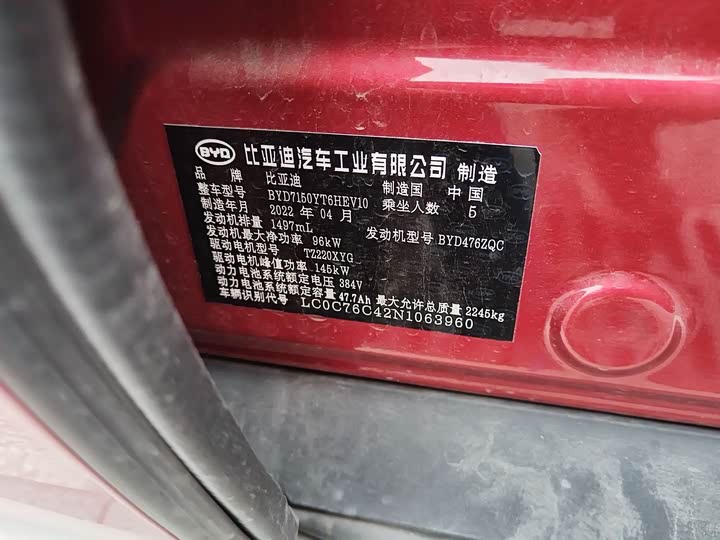 BYD 比亚迪汽车工业有限公司 制造
品 牌 比亚迪 制造国 中国
整车型号 BYD7150YT6HEV10 乘坐人数 5
制造年月 2022 年 04 月
发动机排量 1497mL
发动机最大净功率 96kW 发动机型号 BYD476ZQC
驱动电机型号 TZ220XYG
驱动电机峰值功率 145kW
动力电池系统额定电压 384V
动力电池系统额定容量 47.7Ah 最大允许总质量 2245kg
车辆识别代号 LC0C76C42N1063960